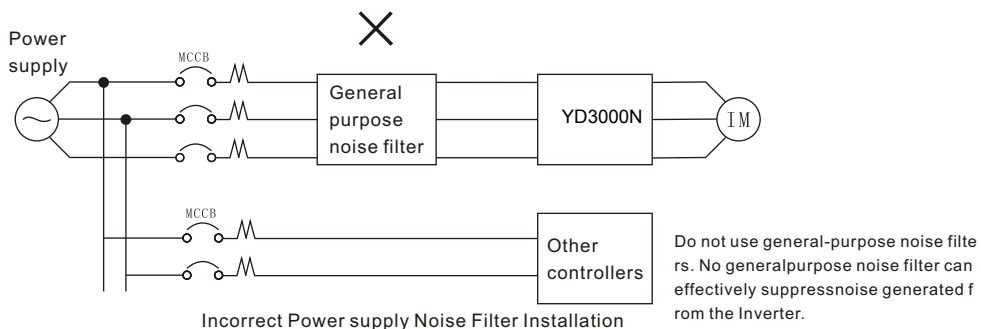 Power
supply
MCCB
General
purpose
noise filter
YD3000N
IM
MCCB
Other
controllers
Do not use general-purpose noise filte
rs. No generalpurpose noise filter can
effectively suppressnoise generated f
rom the Inverter.
Incorrect Power supply Noise Filter Installation